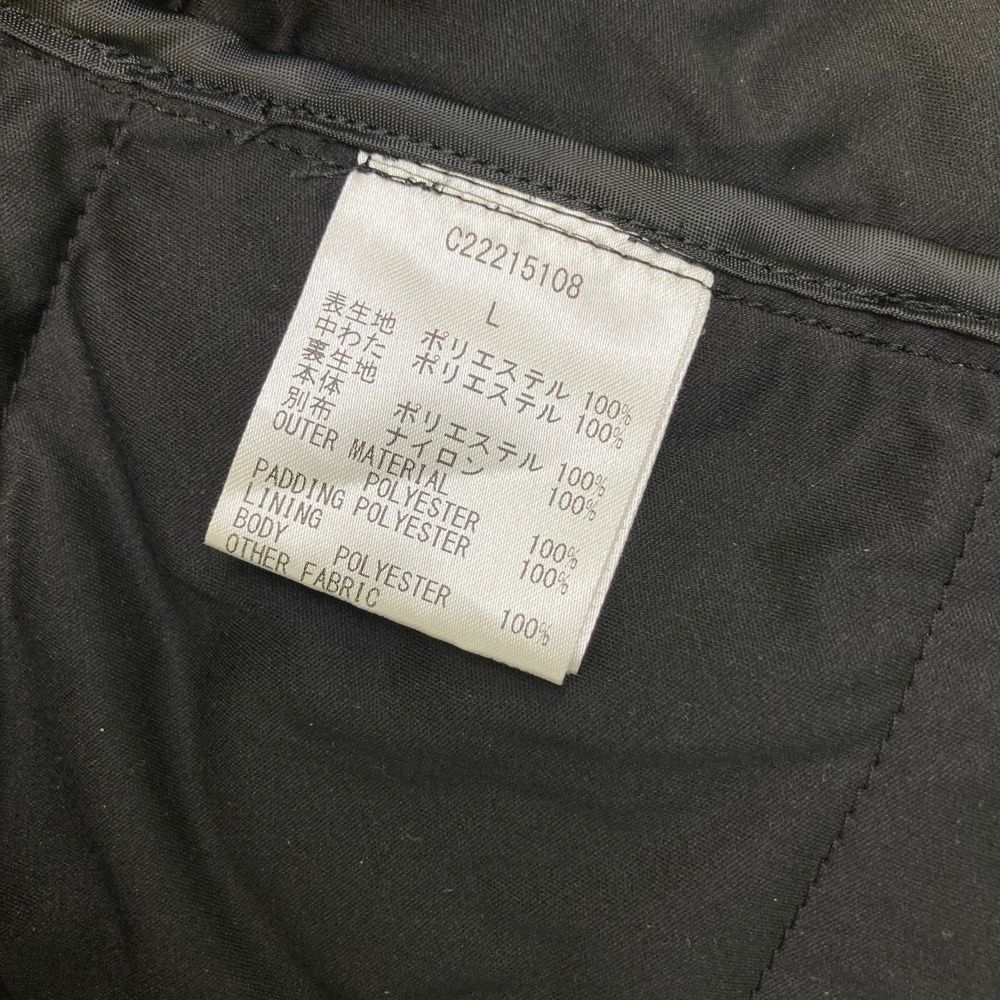 C22215108
L
表生地 ポリエステル 100%
中わた ポリエステル 100%
裏生地
本体 ポリエステル 100%
別布 ナイロン 100%
OUTER MATERIAL
POLYESTER 100%
PADDING POLYESTER 100%
LINING
BODY POLYESTER 100%
OTHER FABRIC